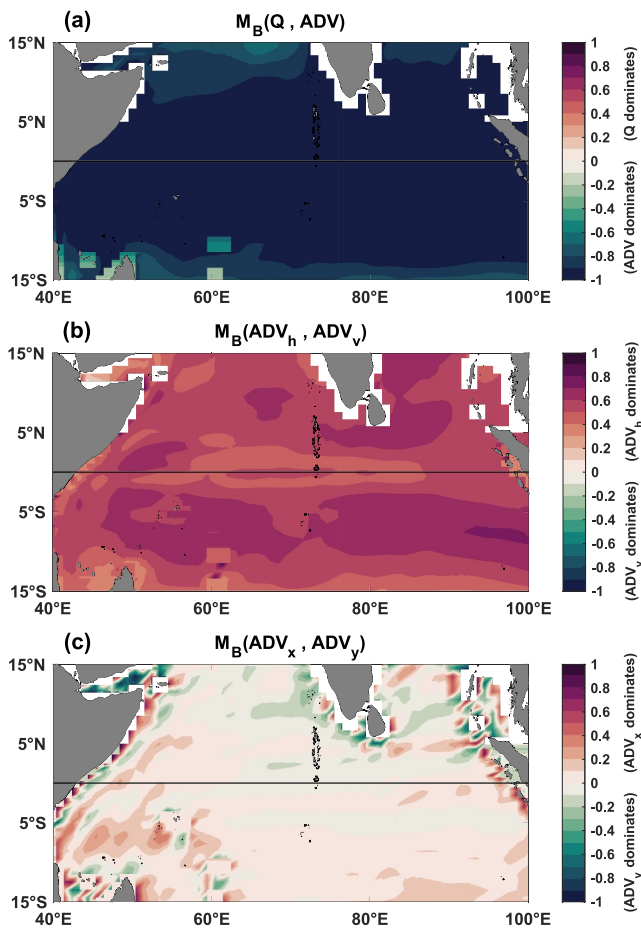 (a) M_B(Q , ADV)
15°N
5°N
5°S
15°S
40°E 60°E 80°E 100°E
1
0.8
0.6
0.4
0.2
0
-0.2
-0.4
-0.6
-0.8
-1
(Q dominates)
(ADV dominates)
(b) M_B(ADV_h , ADV_v)
15°N
5°N
5°S
15°S
40°E 60°E 80°E 100°E
1
0.8
0.6
0.4
0.2
0
-0.2
-0.4
-0.6
-0.8
-1
(ADV_h dominates)
(ADV_v dominates)
(c) M_B(ADV_x , ADV_y)
15°N
5°N
5°S
15°S
40°E 60°E 80°E 100°E
1
0.8
0.6
0.4
0.2
0
-0.2
-0.4
-0.6
-0.8
-1
(ADV_x dominates)
(ADV_y dominates)